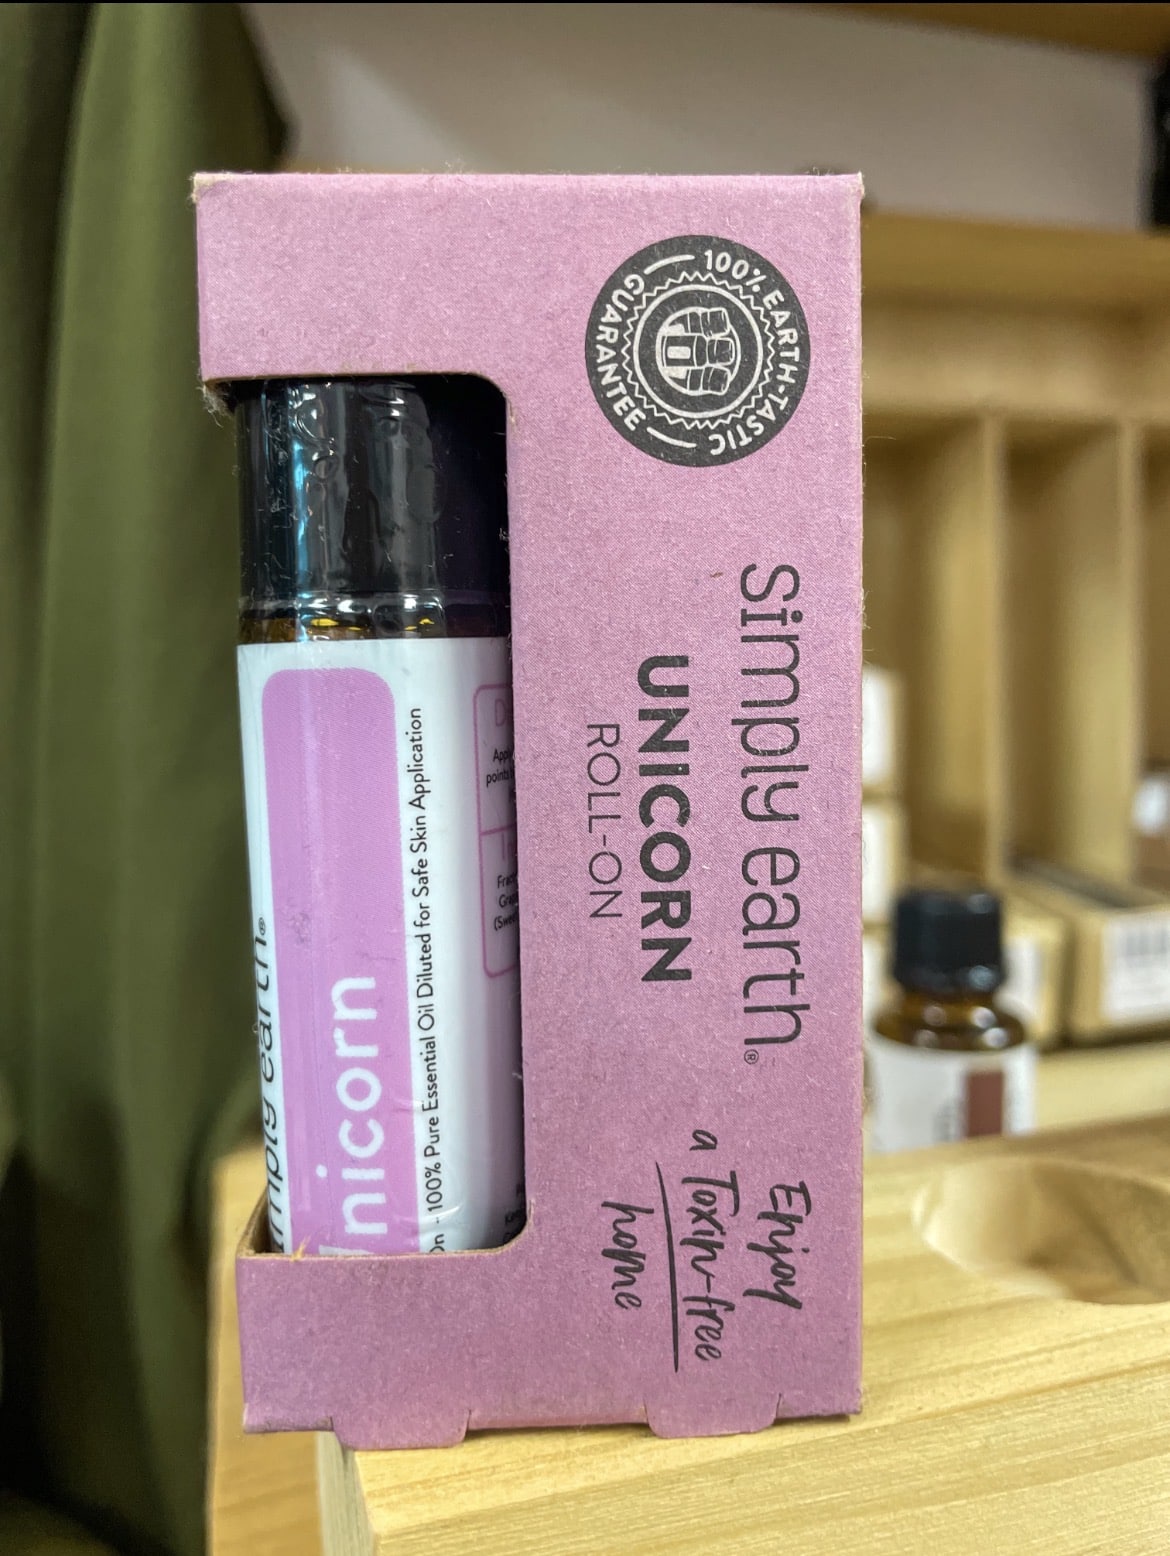 100% EARTH-TASTIC
GUARANTEE
simply earth®
UNICORN
ROLL-ON
Enjoy
a Toxin-free
home
earth®
nicorn
- 100% Pure Essential Oil Diluted for Safe Skin Application
points